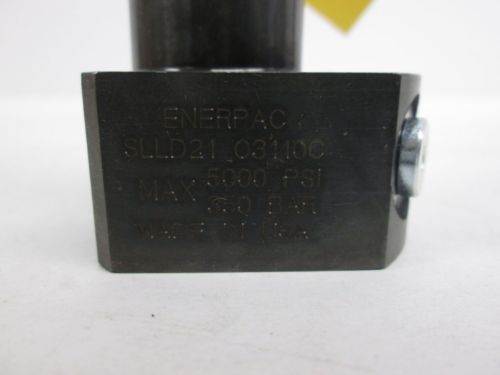 ENERPAC
SLLD21 03110C
MAX 5000 PSI
350 BAR
MADE IN USA